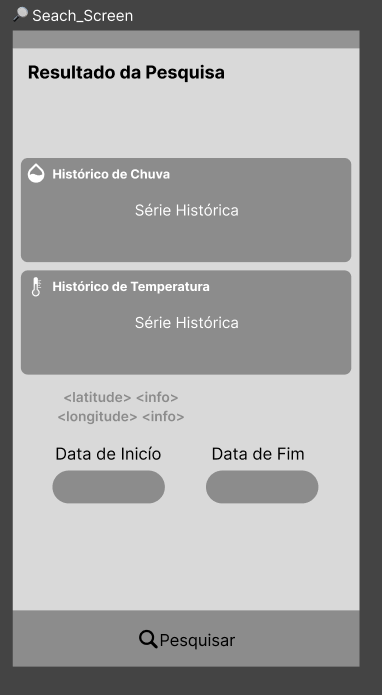 Seach_Screen
Resultado da Pesquisa
Histórico de Chuva
Série Histórica
Histórico de Temperatura
Série Histórica
<latitude> <info>
<longitude> <info>
Data de Inicío
Data de Fim
Pesquisar